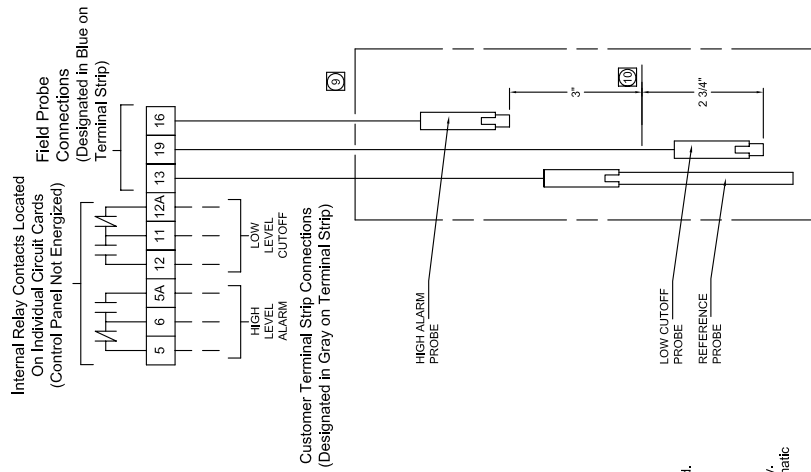 Internal Relay Contacts Located
On Individual Circuit Cards
(Control Panel Not Energized)
Field Probe
Connections
(Designated in Blue on
Terminal Strip)
5
6
5A
12
11
12A
13
19
16
HIGH
LEVEL
ALARM
LOW
LEVEL
CUTOFF
Customer Terminal Strip Connections
(Designated in Gray on Terminal Strip)
9
HIGH ALARM
PROBE
3"
10
2 3/4"
LOW CUTOFF
PROBE
REFERENCE
PROBE
d.
y.
matic